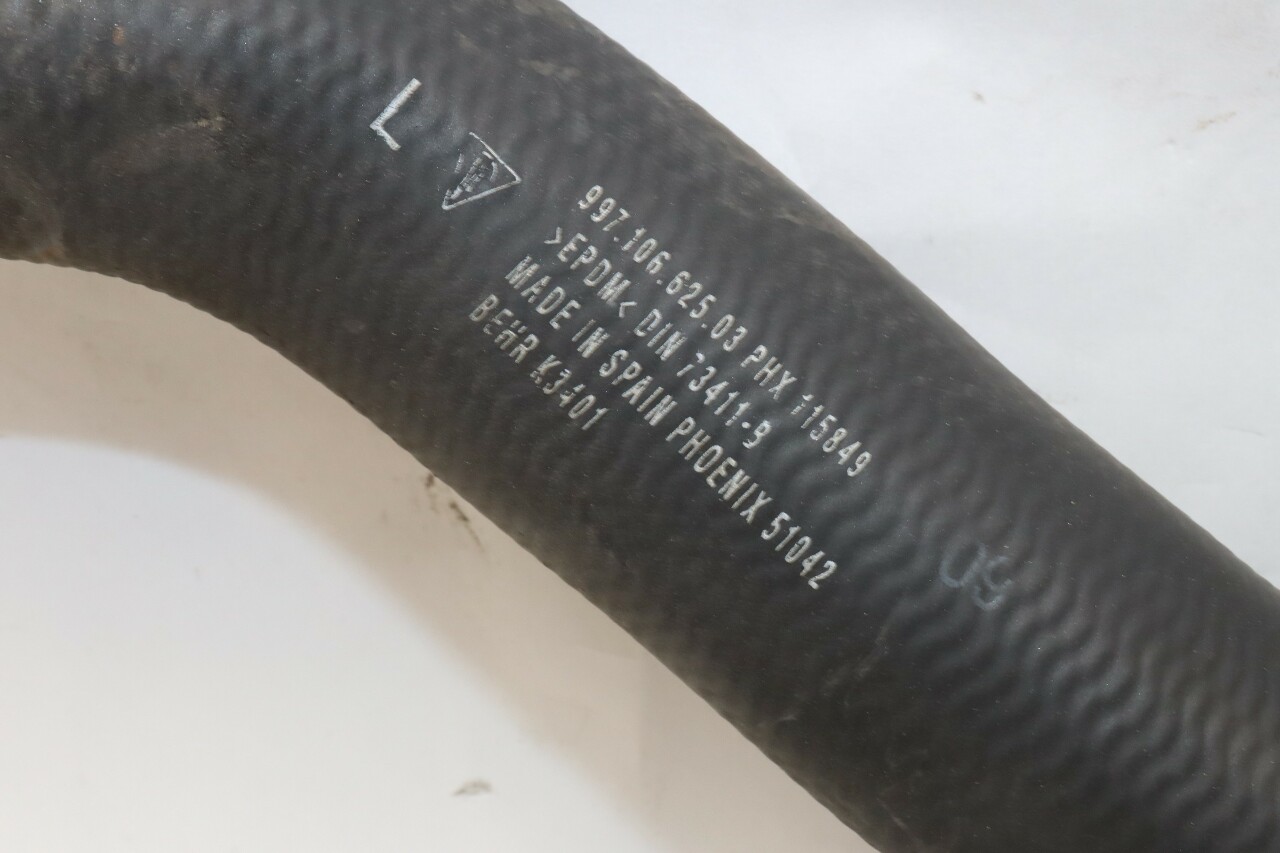 L
997.106.625.03 PHX 115849
>EPDM< DIN 73411-B
MADE IN SPAIN PHOENIX 51042
BEHR K3401
09